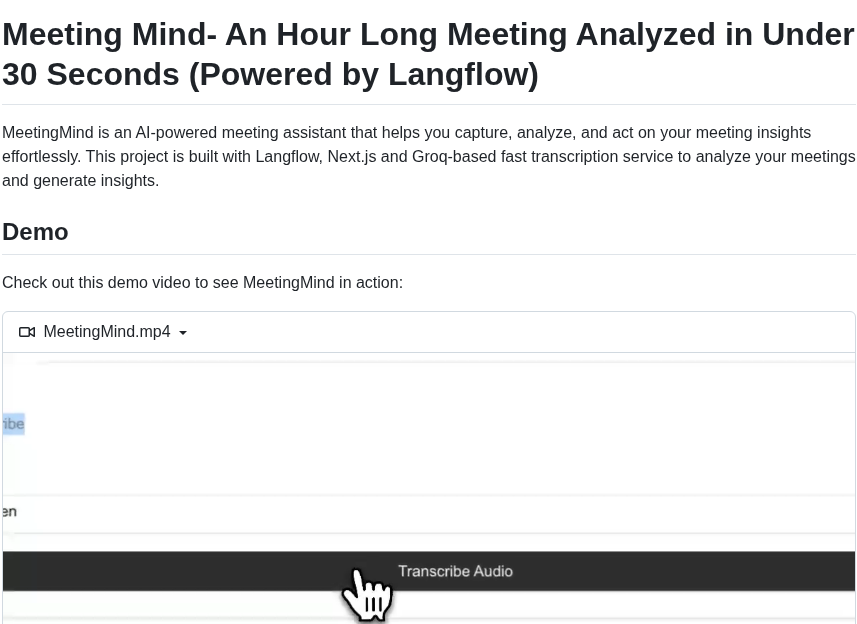 Meeting Mind- An Hour Long Meeting Analyzed in Under
30 Seconds (Powered by Langflow)
MeetingMind is an AI-powered meeting assistant that helps you capture, analyze, and act on your meeting insights
effortlessly. This project is built with Langflow, Next.js and Groq-based fast transcription service to analyze your meetings
and generate insights.
Demo
Check out this demo video to see MeetingMind in action:
MeetingMind.mp4
ribe
en
Transcribe Audio